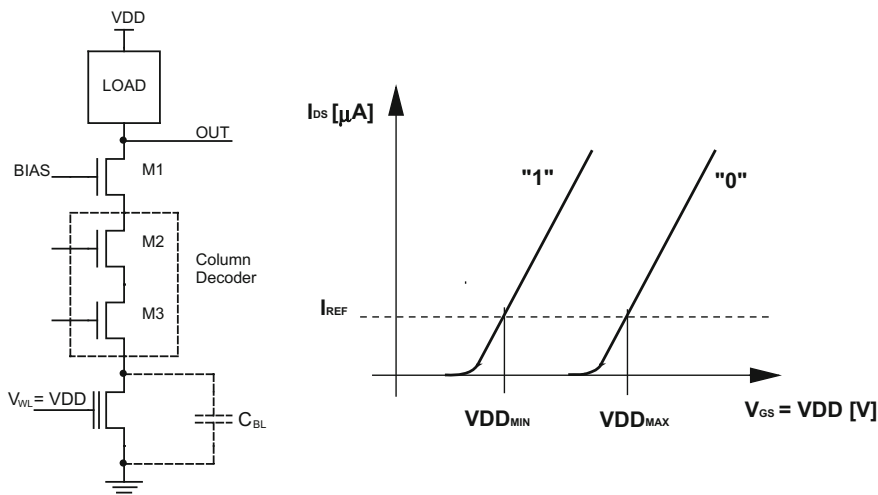 VDD
LOAD
OUT
BIAS
M1
M2
Column
Decoder
M3
VWL= VDD
CBL
IDS [μA]
"1"
"0"
IREF
VDDMIN
VDDMAX
VGS = VDD [V]